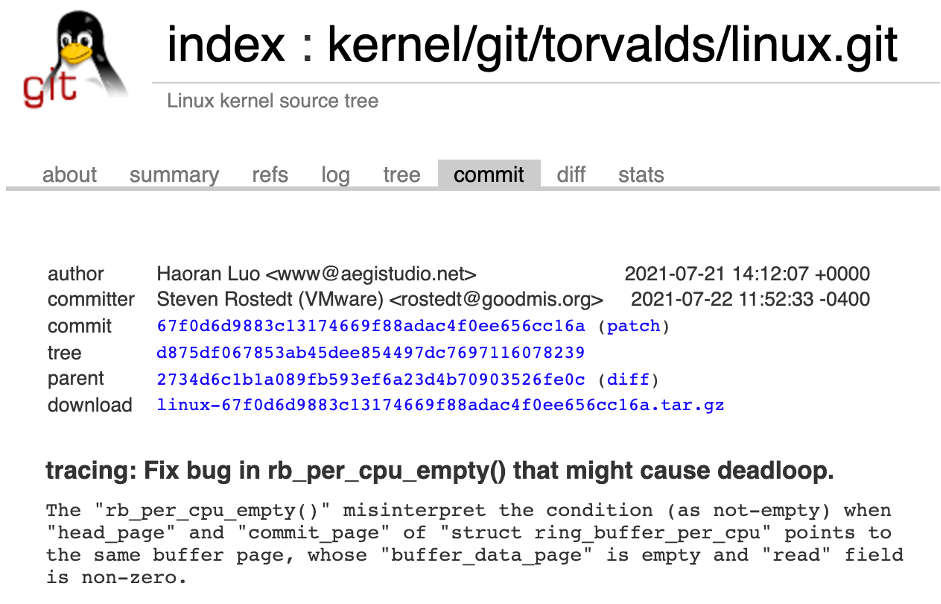 git
index : kernel/git/torvalds/linux.git
Linux kernel source tree
about summary refs log tree commit diff stats
author Haoran Luo <www@aegistudio.net> 2021-07-21 14:12:07 +0000
committer Steven Rostedt (VMware) <rostedt@goodmis.org> 2021-07-22 11:52:33 -0400
commit 67f0d6d9883c13174669f88adac4f0ee656cc16a (patch)
tree d875df067853ab45dee854497dc7697116078239
parent 2734d6c1b1a089fb593ef6a23d4b70903526fe0c (diff)
download linux-67f0d6d9883c13174669f88adac4f0ee656cc16a.tar.gz
tracing: Fix bug in rb_per_cpu_empty() that might cause deadloop.
The "rb_per_cpu_empty()" misinterpret the condition (as not-empty) when
"head_page" and "commit_page" of "struct ring_buffer_per_cpu" points to
the same buffer page, whose "buffer_data_page" is empty and "read" field
is non-zero.